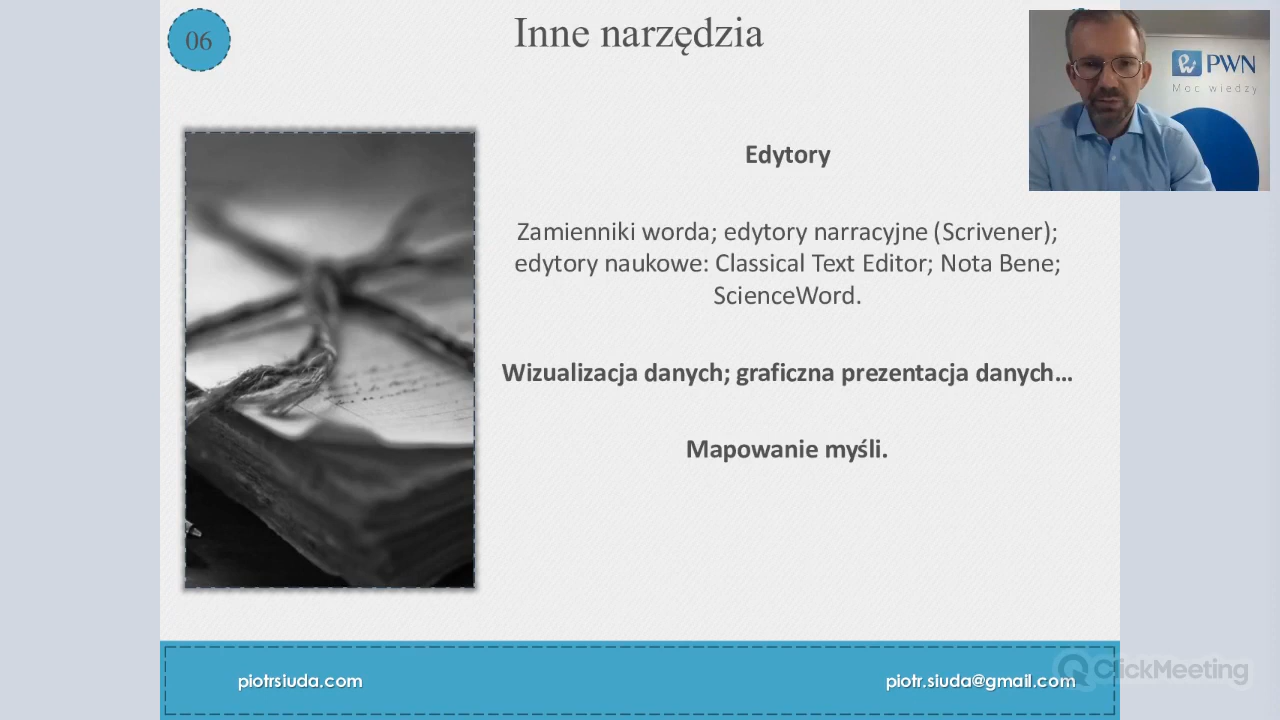 06
Inne narzędzia
PWN
Moc wiedzy
Edytory
Zamienniki worda; edytory narracyjne (Scrivener);
edytory naukowe: Classical Text Editor; Nota Bene;
ScienceWord.
Wizualizacja danych; graficzna prezentacja danych...
Mapowanie myśli.
piotrsiuda.com
piotr.siuda@gmail.com
ClickMeeting